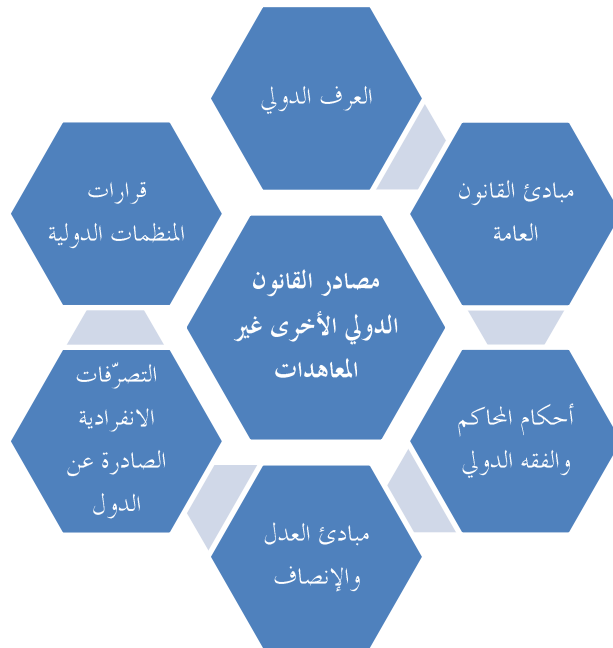 العرف الدولي
مبادئ القانون
العامة
أحكام المحاكم
والفقه الدولي
مبادئ العدل
والإنصاف
التصرّفات
الانفرادية
الصادرة عن
الدول
قرارات
المنظمات الدولية
مصادر القانون
الدولي الأخرى غير
المعاهدات